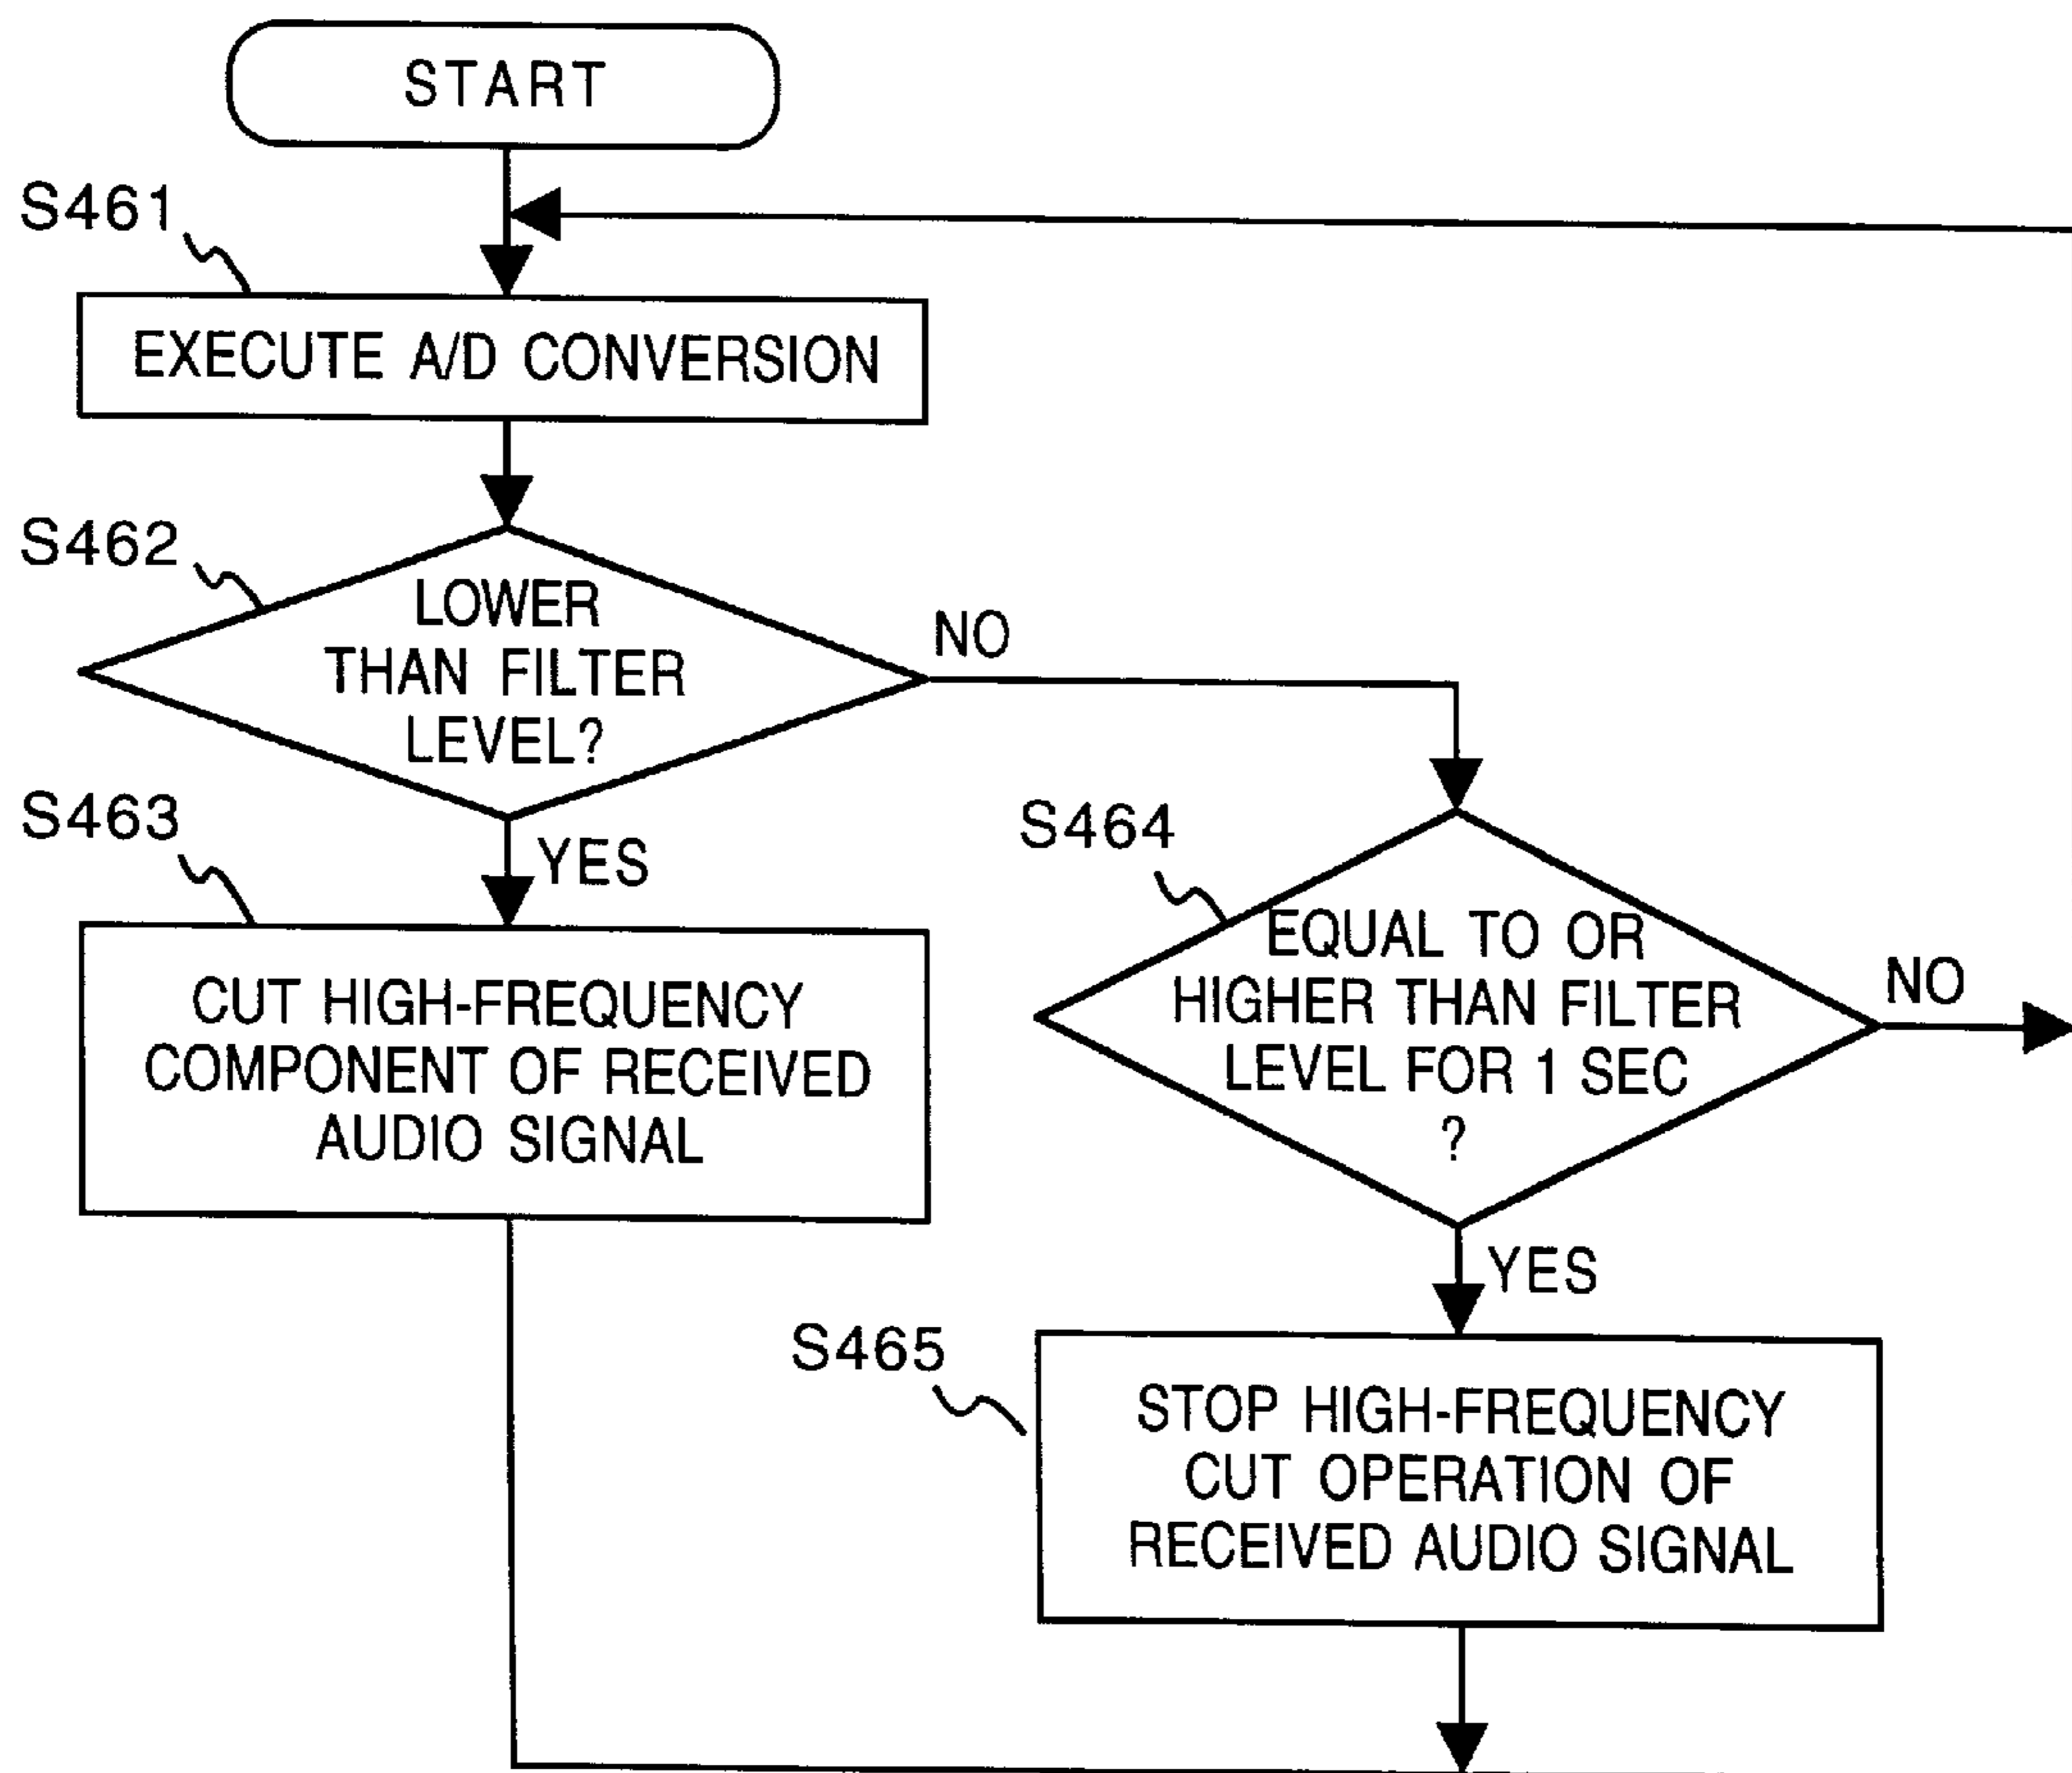 START
S461
EXECUTE A/D CONVERSION
S462
LOWER
THAN FILTER
LEVEL?
NO
S463
YES
CUT HIGH-FREQUENCY
COMPONENT OF RECEIVED
AUDIO SIGNAL
S464
EQUAL TO OR
HIGHER THAN FILTER
LEVEL FOR 1 SEC
?
NO
YES
S465
STOP HIGH-FREQUENCY
CUT OPERATION OF
RECEIVED AUDIO SIGNAL